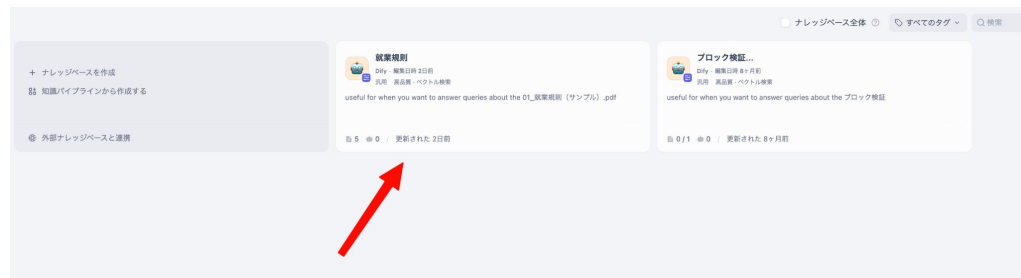 ナレッジベース全体
すべてのタグ
検索
+ ナレッジベースを作成
知識パイプラインから作成する
外部ナレッジベースと連携
就業規則
Dify · 編集日時 2日前
汎用 高品質 · ベクトル検索
useful for when you want to answer queries about the 01_就業規則（サンプル）.pdf
5 0 / 更新された 2日前
ブロック検証...
Dify · 編集日時 8ヶ月前
汎用 高品質 · ベクトル検索
useful for when you want to answer queries about the ブロック検証
0/1 0 / 更新された 8ヶ月前